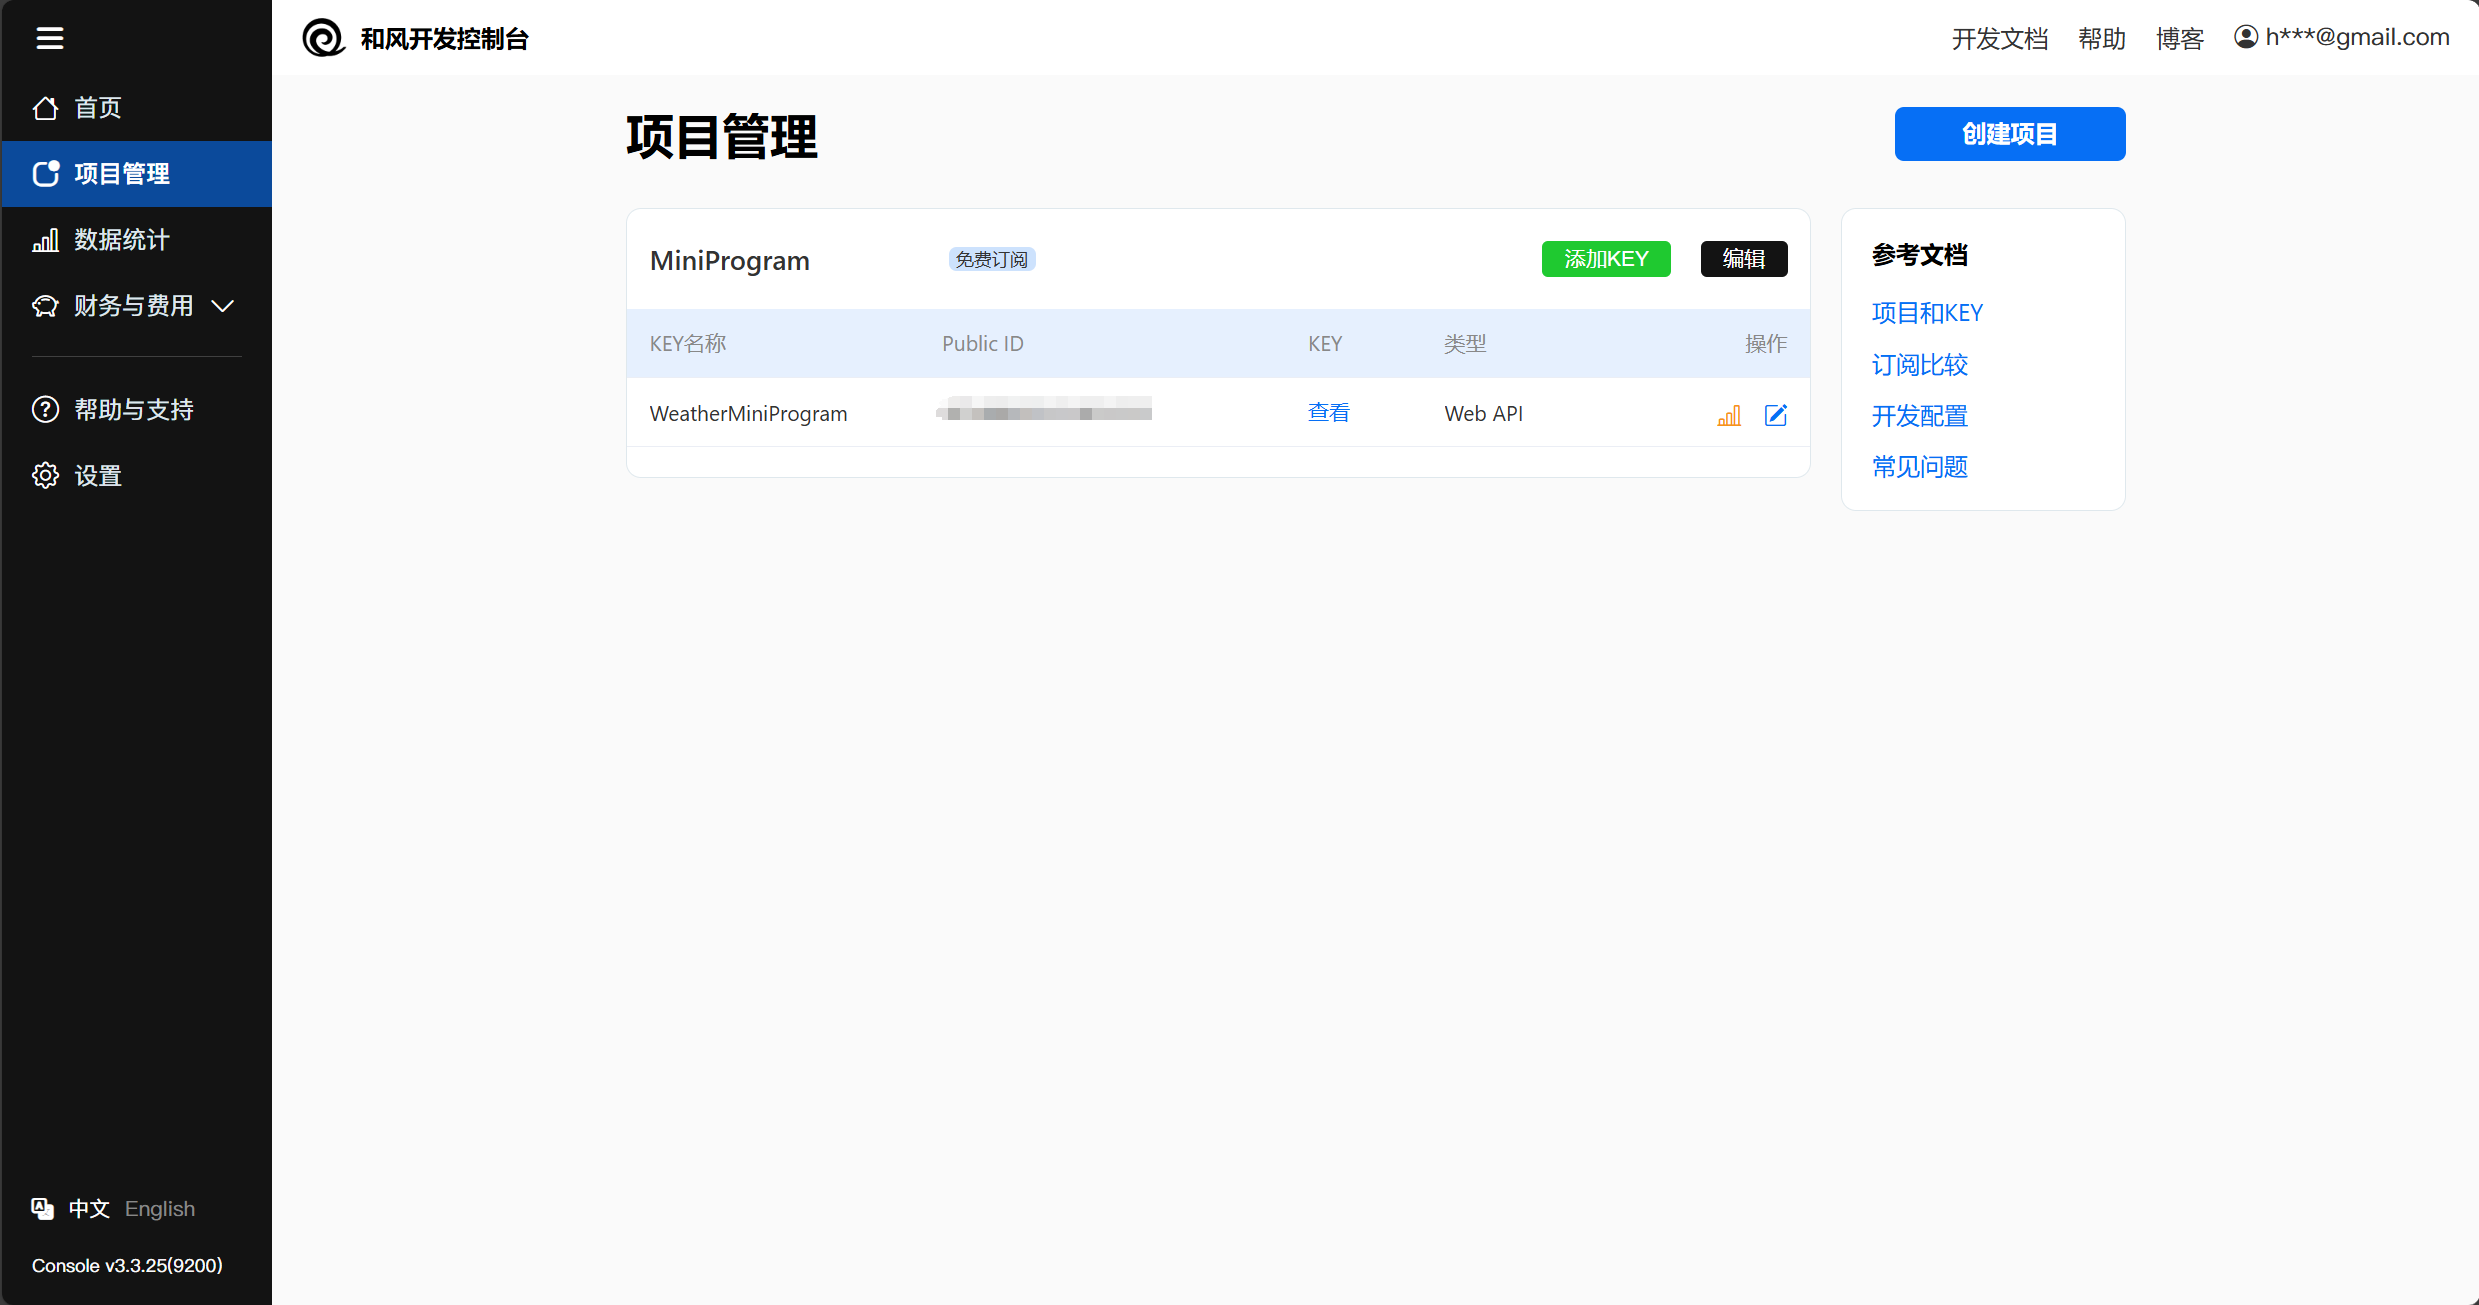 和风开发控制台
开发文档 帮助 博客 h***@gmail.com
首页
项目管理
数据统计
财务与费用
帮助与支持
设置
中文 English
Console v3.3.25(9200)
项目管理
创建项目
MiniProgram 免费订阅 添加KEY 编辑
KEY名称 Public ID KEY 类型 操作
WeatherMiniProgram 查看 Web API
参考文档
项目和KEY
订阅比较
开发配置
常见问题